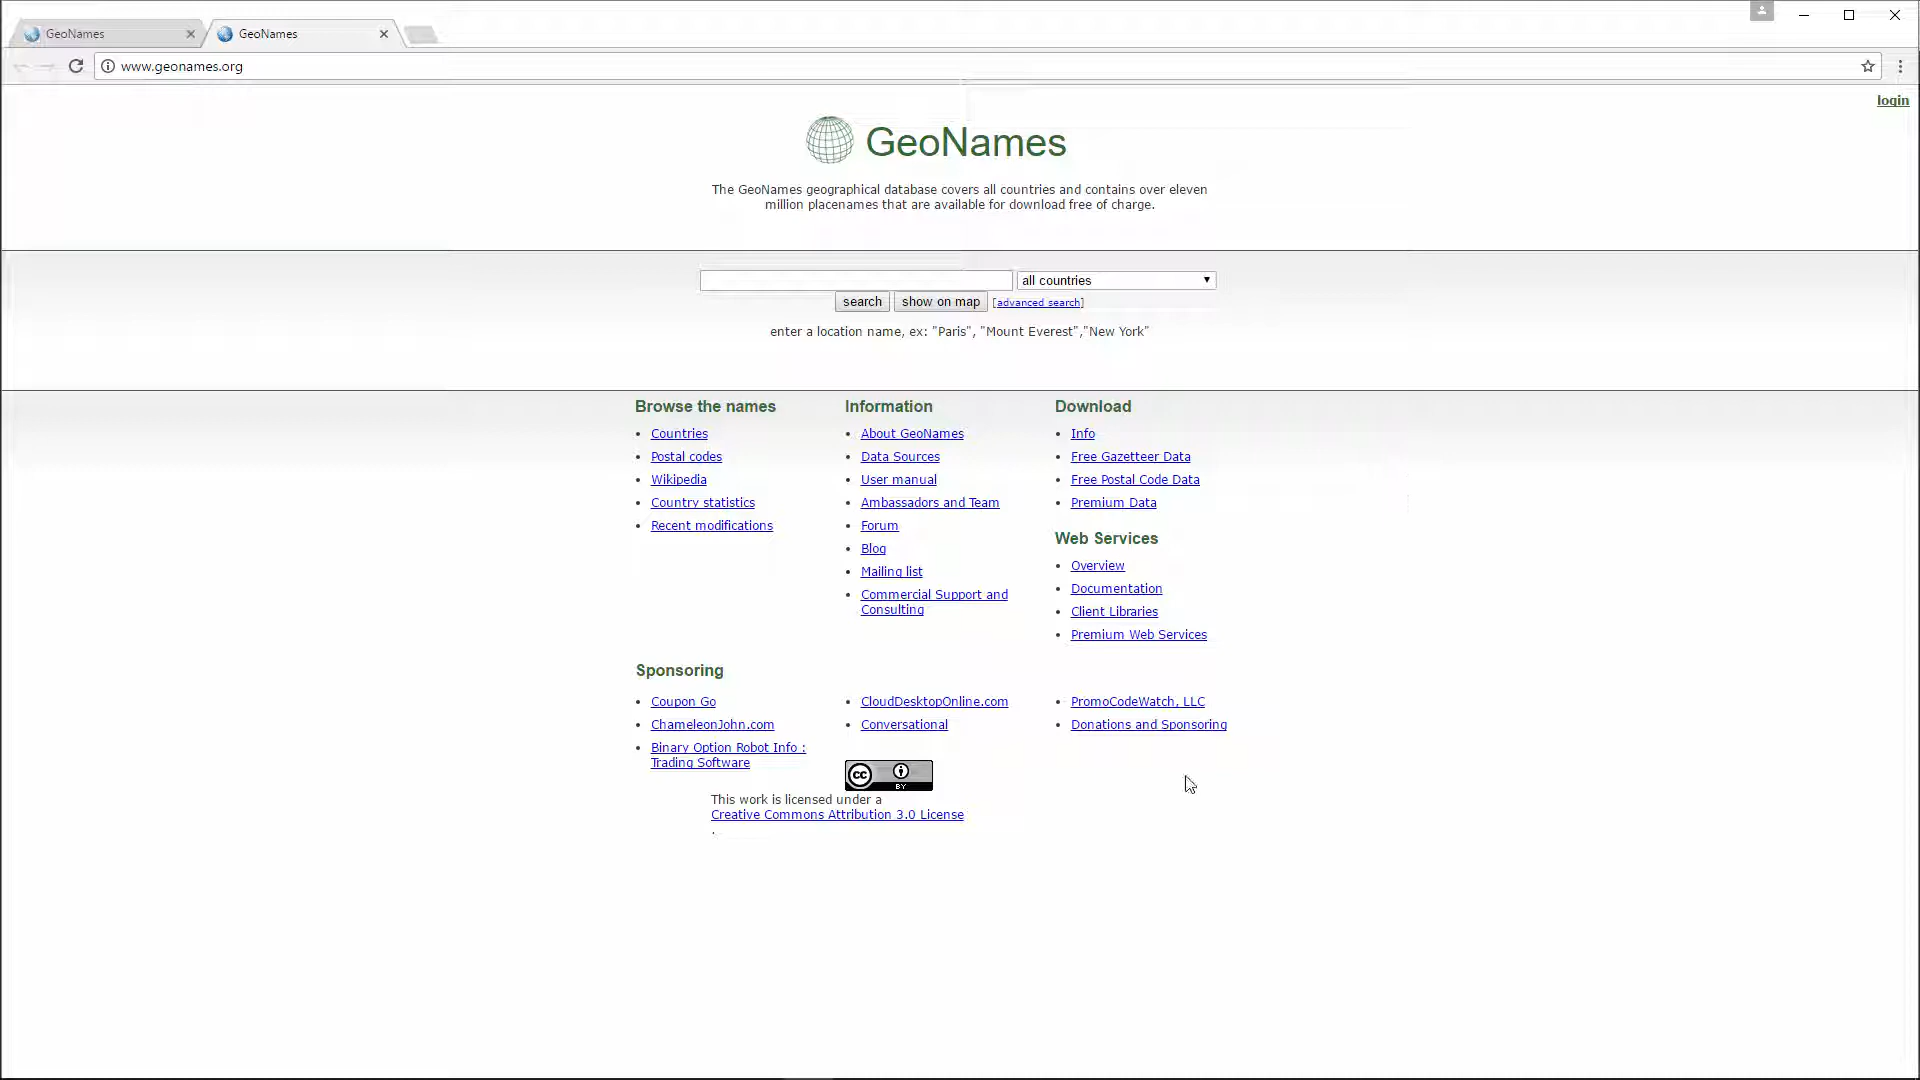 GeoNames
GeoNames
www.geonames.org
login
GeoNames
The GeoNames geographical database covers all countries and contains over eleven
million placenames that are available for download free of charge.
all countries
search show on map [advanced search]
enter a location name, ex: "Paris", "Mount Everest","New York"
Browse the names
Countries
Postal codes
Wikipedia
Country statistics
Recent modifications
Information
About GeoNames
Data Sources
User manual
Ambassadors and Team
Forum
Blog
Mailing list
Commercial Support and
Consulting
Download
Info
Free Gazetteer Data
Free Postal Code Data
Premium Data
Web Services
Overview
Documentation
Client Libraries
Premium Web Services
Sponsoring
Coupon Go
ChameleonJohn.com
Binary Option Robot Info :
Trading Software
CloudDesktopOnline.com
Conversational
PromoCodeWatch, LLC
Donations and Sponsoring
cc
BY
This work is licensed under a
Creative Commons Attribution 3.0 License